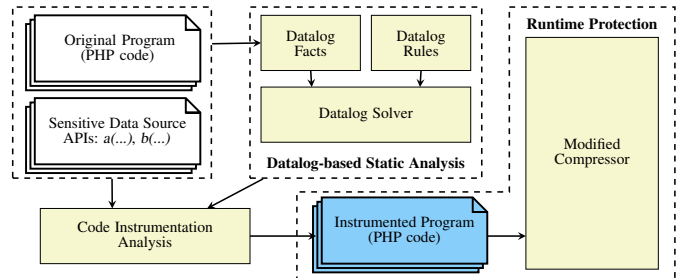 Original Program
(PHP code)
Sensitive Data Source
APIs: a(...), b(...)
Datalog
Facts
Datalog
Rules
Datalog Solver
Datalog-based Static Analysis
Runtime Protection
Modified
Compressor
Code Instrumentation
Analysis
Instrumented Program
(PHP code)